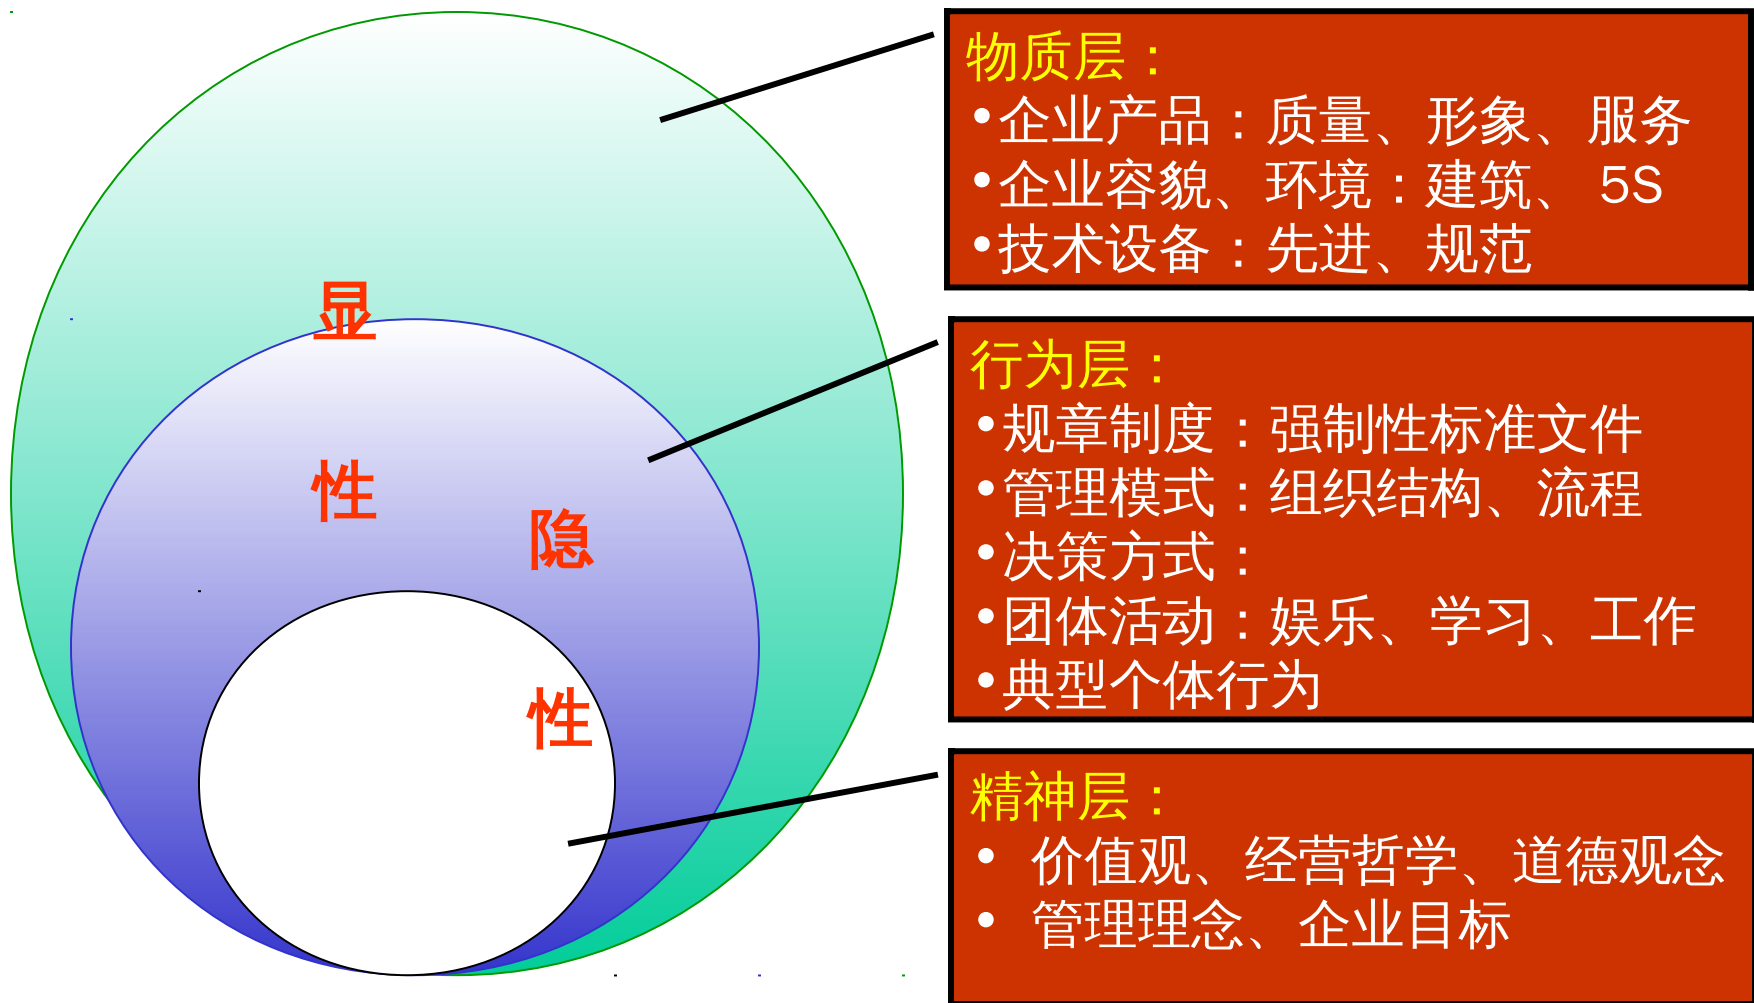 显
性
隐
性
物质层：
•企业产品：质量、形象、服务
•企业容貌、环境：建筑、 5S
•技术设备：先进、规范
行为层：
•规章制度：强制性标准文件
•管理模式：组织结构、流程
•决策方式：
•团体活动：娱乐、学习、工作
•典型个体行为
精神层：
• 价值观、经营哲学、道德观念
• 管理理念、企业目标